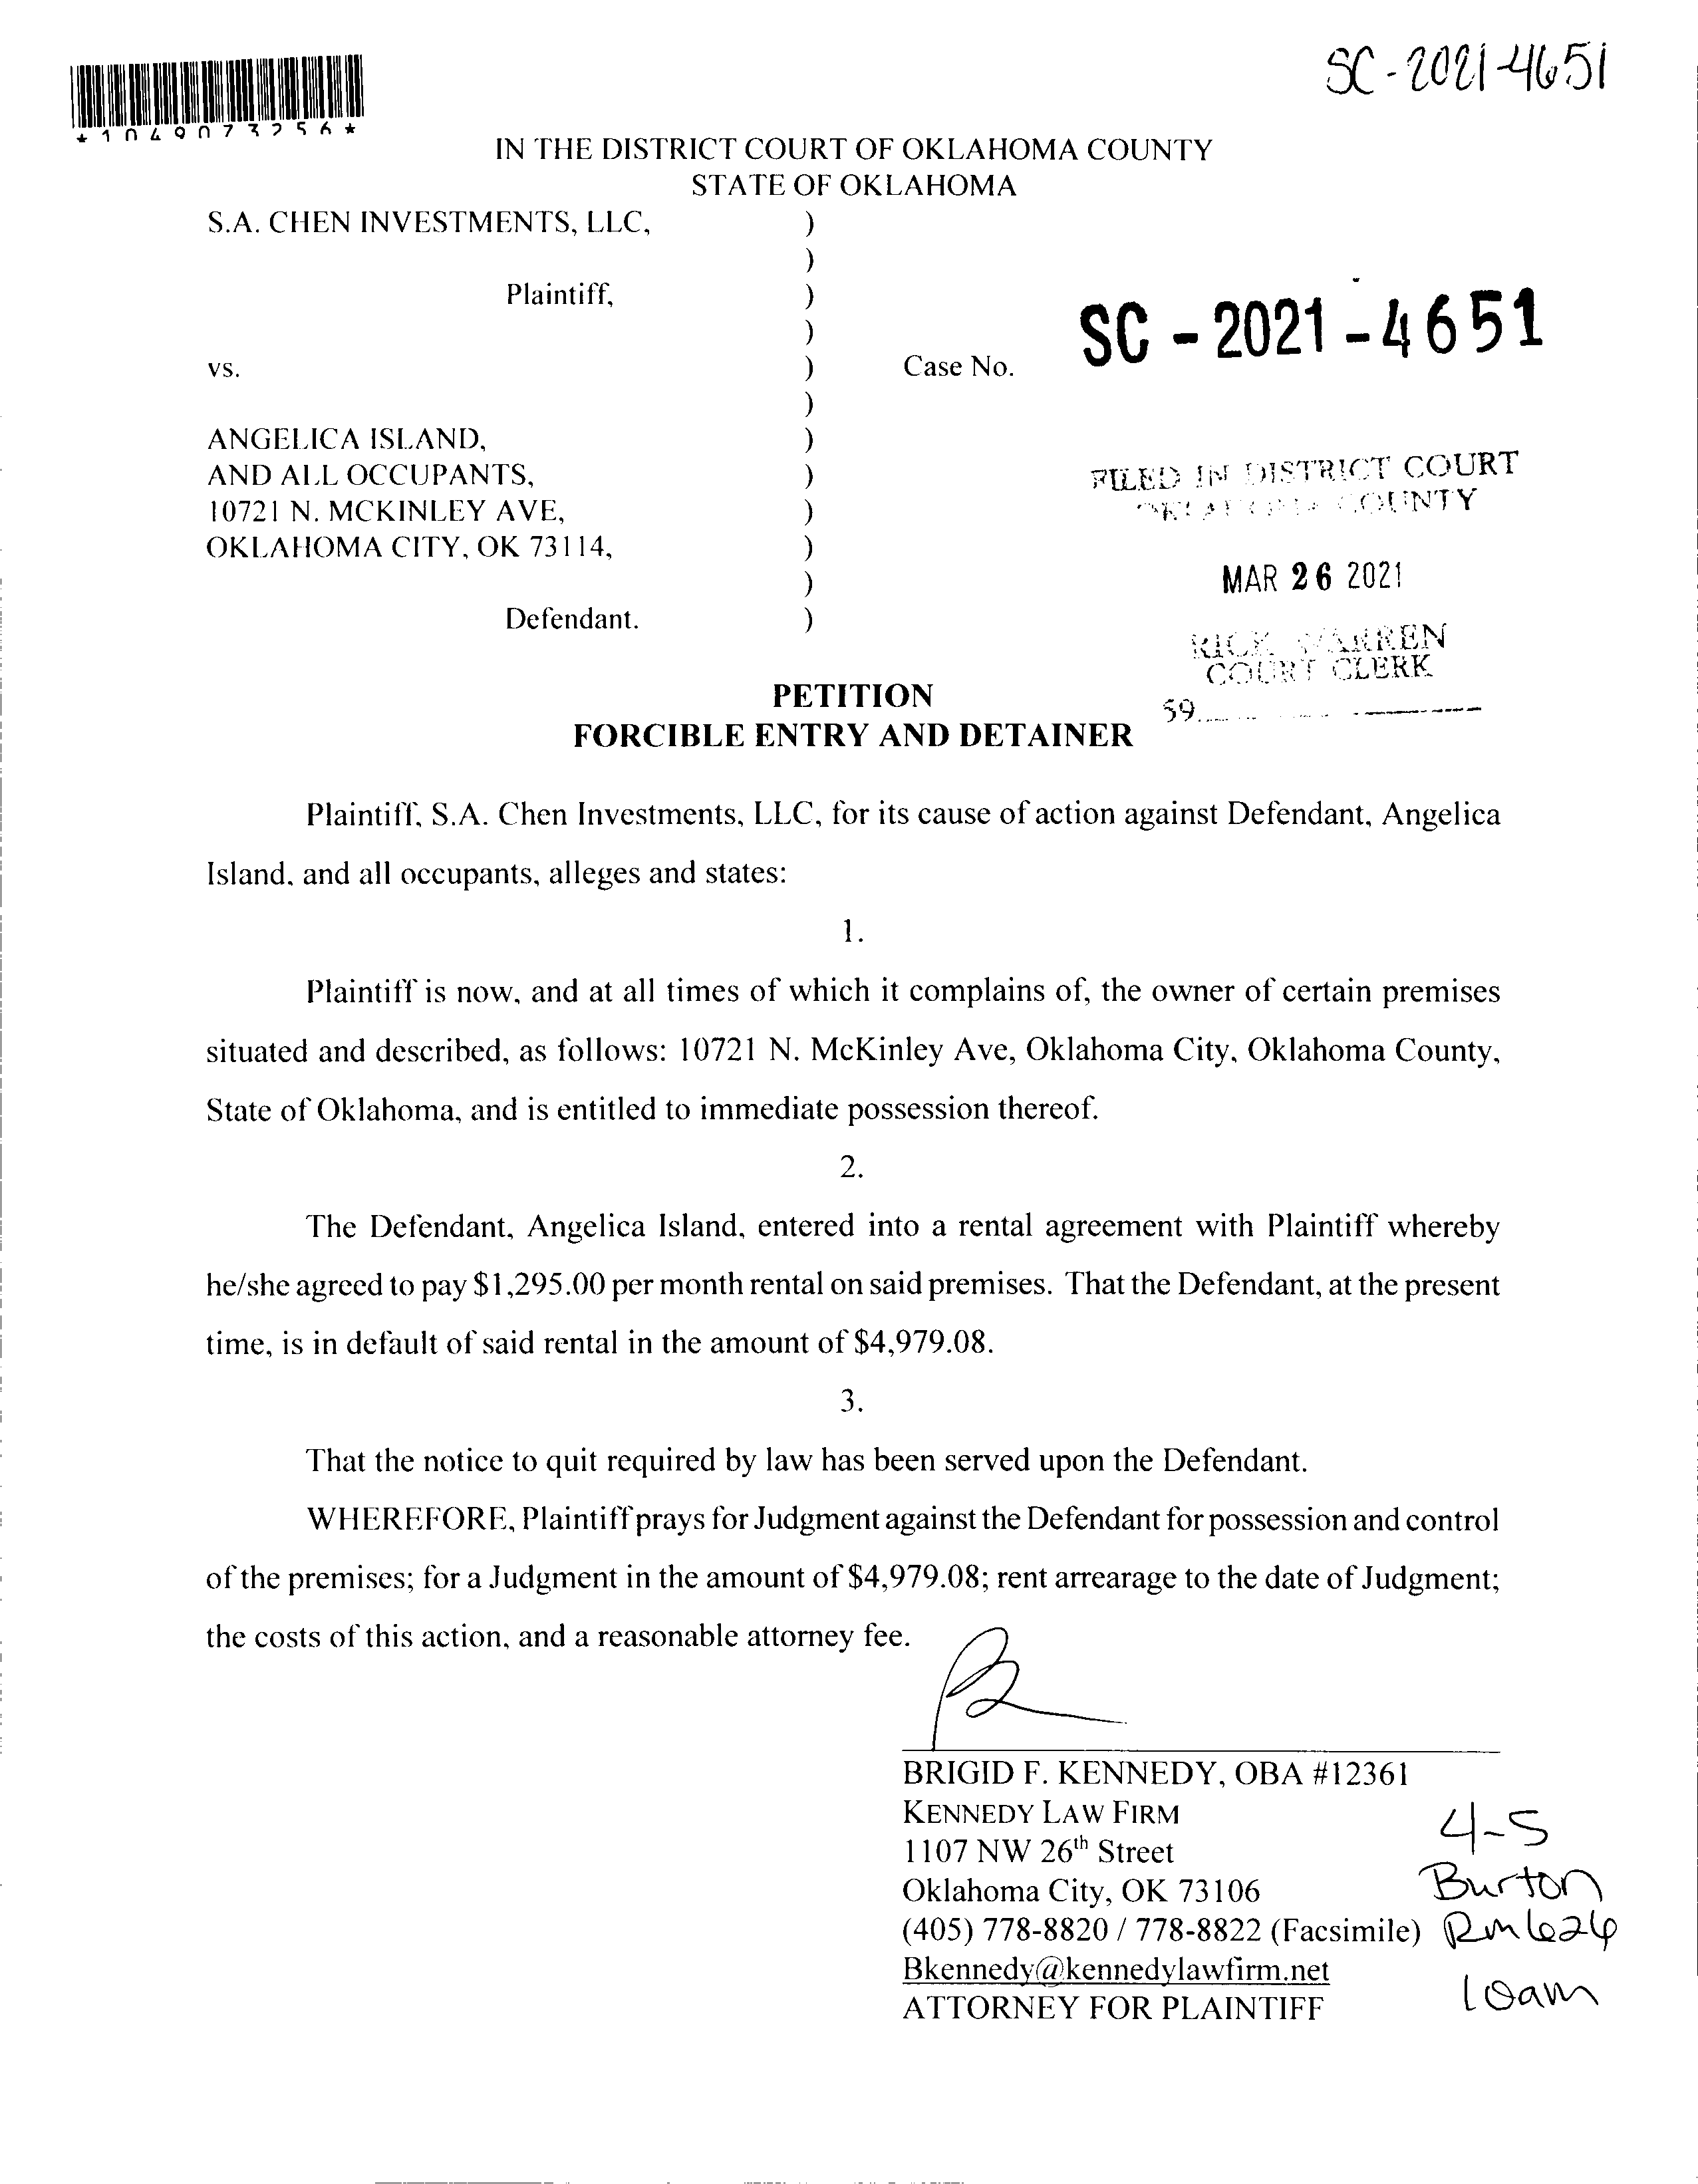 SC-2021-4651
*1049073256*
IN THE DISTRICT COURT OF OKLAHOMA COUNTY
STATE OF OKLAHOMA
S.A. CHEN INVESTMENTS, LLC, )
)
Plaintiff, )
)
vs. ) Case No. SC - 2021 - 4651
)
ANGELICA ISLAND, )
AND ALL OCCUPANTS, )
10721 N. MCKINLEY AVE, )
OKLAHOMA CITY, OK 73114, )
)
Defendant. )
FILED IN DISTRICT COURT
OKLAHOMA COUNTY
MAR 26 2021
RICK WARREN
COURT CLERK
59
PETITION
FORCIBLE ENTRY AND DETAINER
Plaintiff, S.A. Chen Investments, LLC, for its cause of action against Defendant, Angelica
Island, and all occupants, alleges and states:
1.
Plaintiff is now, and at all times of which it complains of, the owner of certain premises
situated and described, as follows: 10721 N. McKinley Ave, Oklahoma City, Oklahoma County,
State of Oklahoma, and is entitled to immediate possession thereof.
2.
The Defendant, Angelica Island, entered into a rental agreement with Plaintiff whereby
he/she agreed to pay $1,295.00 per month rental on said premises. That the Defendant, at the present
time, is in default of said rental in the amount of $4,979.08.
3.
That the notice to quit required by law has been served upon the Defendant.
WHEREFORE, Plaintiff prays for Judgment against the Defendant for possession and control
of the premises; for a Judgment in the amount of $4,979.08; rent arrearage to the date of Judgment;
the costs of this action, and a reasonable attorney fee.
BRIGID F. KENNEDY, OBA #12361
KENNEDY LAW FIRM
1107 NW 26th Street
Oklahoma City, OK 73106
(405) 778-8820 / 778-8822 (Facsimile)
Bkennedy@kennedylawfirm.net
ATTORNEY FOR PLAINTIFF
4-5
Burton
Rm 624
10am